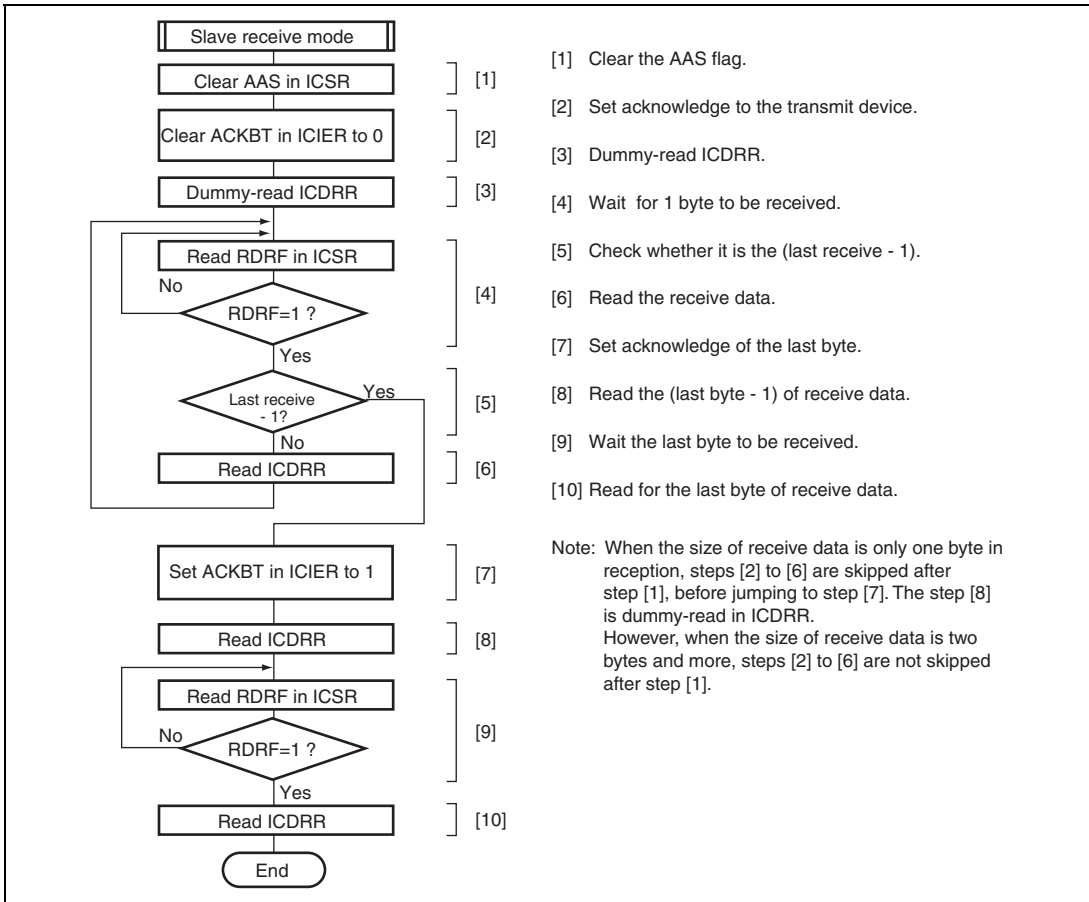 Slave receive mode
Clear AAS in ICSR
[1]
Clear ACKBT in ICIER to 0
[2]
Dummy-read ICDRR
[3]
Read RDRF in ICSR
No
RDRF=1 ?
[4]
Yes
Last receive
- 1?
Yes
[5]
No
Read ICDRR
[6]
Set ACKBT in ICIER to 1
[7]
Read ICDRR
[8]
Read RDRF in ICSR
No
RDRF=1 ?
[9]
Yes
Read ICDRR
[10]
End
[1] Clear the AAS flag.
[2] Set acknowledge to the transmit device.
[3] Dummy-read ICDRR.
[4] Wait for 1 byte to be received.
[5] Check whether it is the (last receive - 1).
[6] Read the receive data.
[7] Set acknowledge of the last byte.
[8] Read the (last byte - 1) of receive data.
[9] Wait the last byte to be received.
[10] Read for the last byte of receive data.
Note: When the size of receive data is only one byte in
reception, steps [2] to [6] are skipped after
step [1], before jumping to step [7]. The step [8]
is dummy-read in ICDRR.
However, when the size of receive data is two
bytes and more, steps [2] to [6] are not skipped
after step [1].